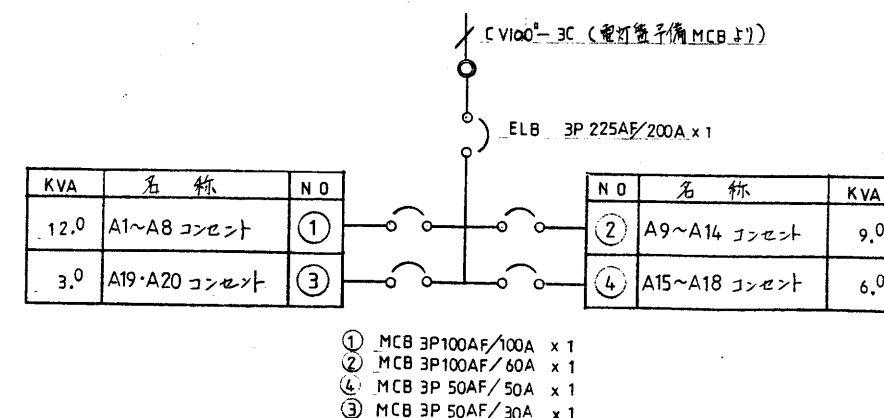 CV100°-3C (電灯盤予備MCBより)
ELB 3P 225AF/200A x 1
KVA 名 称 NO
12.0 A1~A8 コンセント ①
3.0 A19・A20 コンセント ③
NO 名 称 KVA
② A9~A14 コンセント 9.0
④ A15~A18 コンセント 6.0
① MCB 3P100AF/100A x 1
② MCB 3P100AF/60A x 1
④ MCB 3P 50AF/50A x 1
③ MCB 3P 50AF/30A x 1